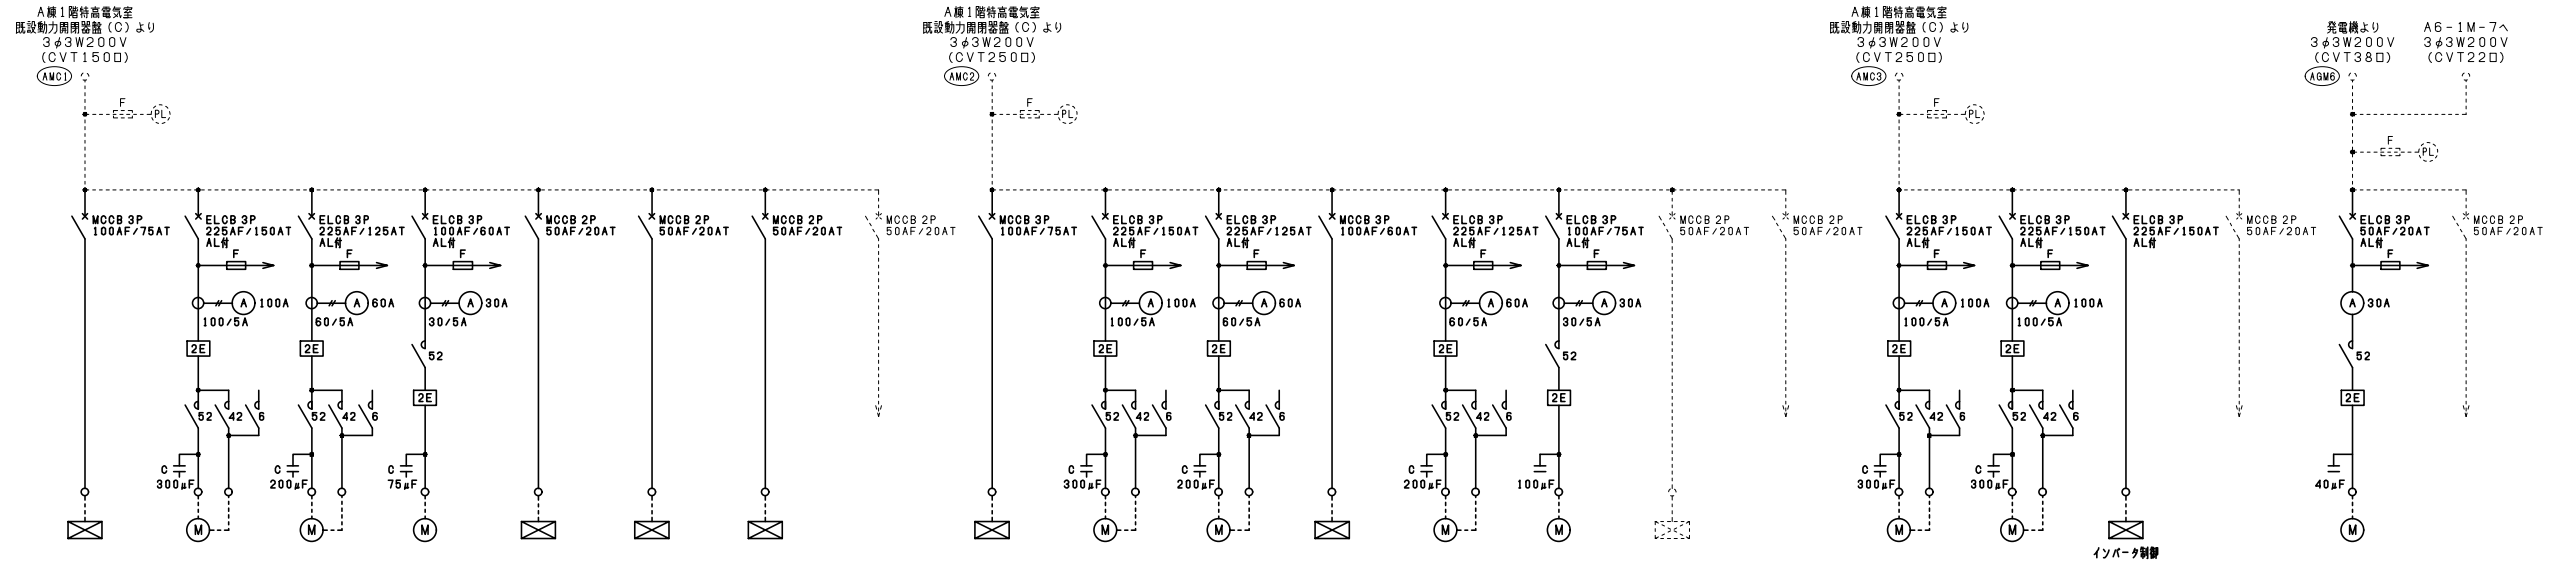 A棟1階特高電気室
既設動力開閉器盤(C)より
3φ3W200V
(CVT150□)
AMC1
F
PL
A棟1階特高電気室
既設動力開閉器盤(C)より
3φ3W200V
(CVT250□)
AMC2
F
PL
A棟1階特高電気室
既設動力開閉器盤(C)より
3φ3W200V
(CVT250□)
AMC3
F
PL
発電機より
3φ3W200V
(CVT38□)
AGM6
A6-1M-7へ
3φ3W200V
(CVT22□)
F
PL
MCCB 3P
100AF/75AT
ELCB 3P
225AF/150AT
AL付
F
A
100A
100/5A
2E
52
42
6
C
300μF
M
ELCB 3P
225AF/125AT
AL付
F
A
60A
60/5A
2E
52
42
6
C
200μF
M
ELCB 3P
100AF/60AT
AL付
F
A
30A
30/5A
52
2E
C
75μF
M
MCCB 2P
50AF/20AT
MCCB 2P
50AF/20AT
MCCB 2P
50AF/20AT
MCCB 2P
50AF/20AT
MCCB 3P
100AF/75AT
ELCB 3P
225AF/150AT
AL付
F
A
100A
100/5A
2E
52
42
6
C
300μF
M
ELCB 3P
225AF/125AT
AL付
F
A
60A
60/5A
2E
52
42
6
C
200μF
M
MCCB 3P
100AF/60AT
ELCB 3P
225AF/125AT
AL付
F
A
60A
60/5A
2E
52
42
6
C
200μF
M
ELCB 3P
100AF/75AT
AL付
F
A
30A
30/5A
52
2E
100μF
M
MCCB 2P
50AF/20AT
MCCB 2P
50AF/20AT
ELCB 3P
225AF/150AT
AL付
F
A
100A
100/5A
2E
52
42
6
C
300μF
M
ELCB 3P
225AF/150AT
AL付
F
A
100A
100/5A
2E
52
42
6
C
300μF
M
ELCB 3P
225AF/150AT
AL付
インバータ制御
MCCB 2P
50AF/20AT
ELCB 3P
50AF/20AT
AL付
F
A
30A
52
2E
40μF
M
MCCB 2P
50AF/20AT